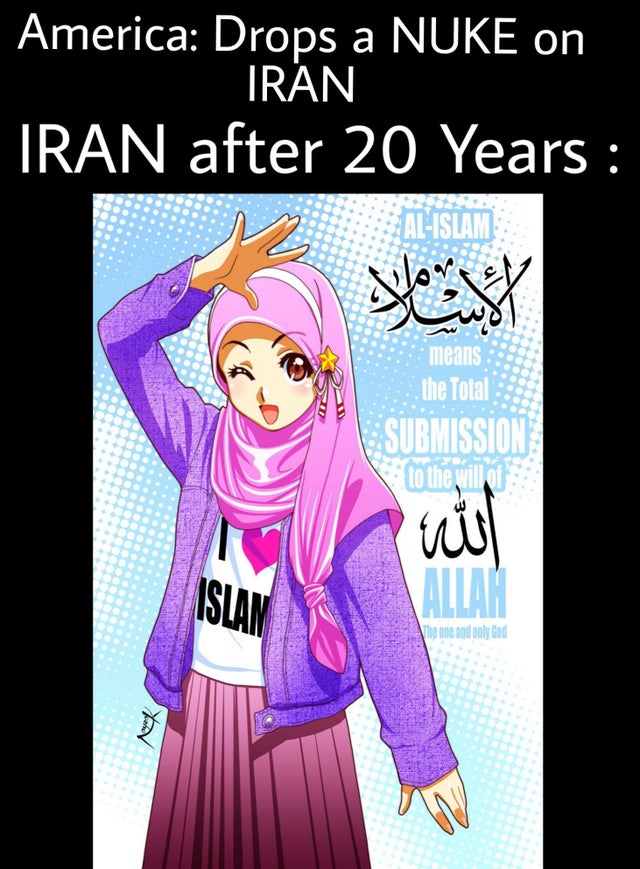 America: Drops a NUKE on
IRAN
IRAN after 20 Years :
AL-ISLAM
الإسلام
means
the Total
SUBMISSION
to the will of
الله
ALLAH
The one and only God
I
ISLAM